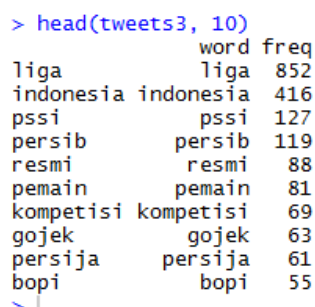 > head(tweets3, 10)
word freq
liga liga 852
indonesia indonesia 416
pssi pssi 127
persib persib 119
resmi resmi 88
pemain pemain 81
kompetisi kompetisi 69
gojek gojek 63
persija persija 61
bopi bopi 55
>